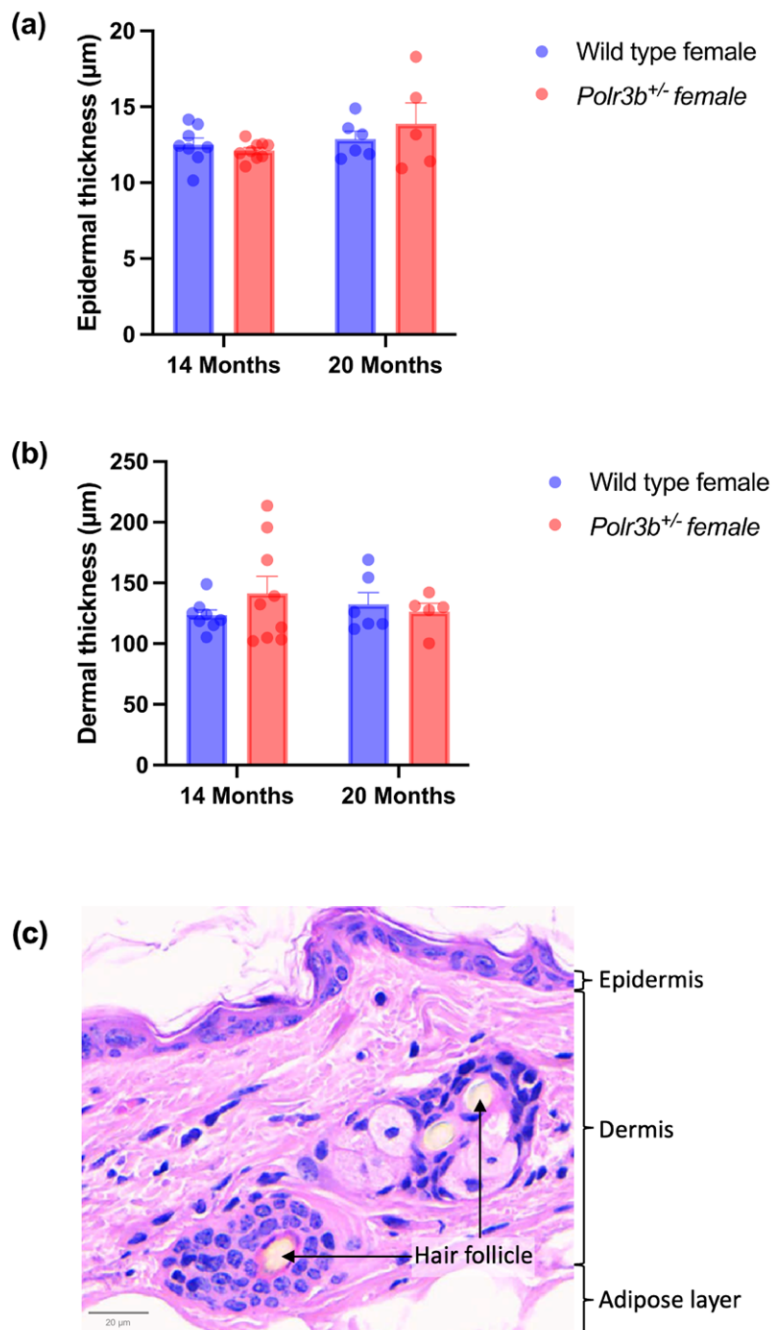 (a)
20
15
10
5
0
Epidermal thickness (µm)
14 Months
20 Months
Wild type female
Polr3b+/- female
(b)
250
200
150
100
50
0
Dermal thickness (µm)
14 Months
20 Months
Wild type female
Polr3b+/- female
(c)
Epidermis
Dermis
Hair follicle
Adipose layer
20 µm